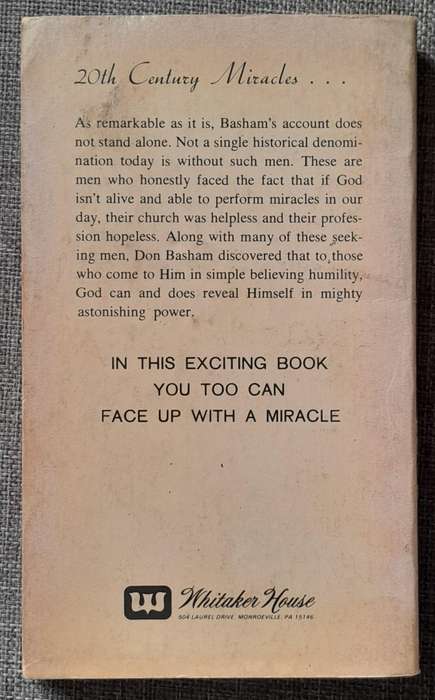 20th Century Miracles . . .
As remarkable as it is, Basham's account does
not stand alone. Not a single historical denomi-
nation today is without such men. These are
men who honestly faced the fact that if God
isn't alive and able to perform miracles in our
day, their church was helpless and their profes-
sion hopeless. Along with many of these seek-
ing men, Don Basham discovered that to those
who come to Him in simple believing humility,
God can and does reveal Himself in mighty
astonishing power.
IN THIS EXCITING BOOK
YOU TOO CAN
FACE UP WITH A MIRACLE
Whitaker House
504 LAUREL DRIVE, MONROEVILLE, PA 15146